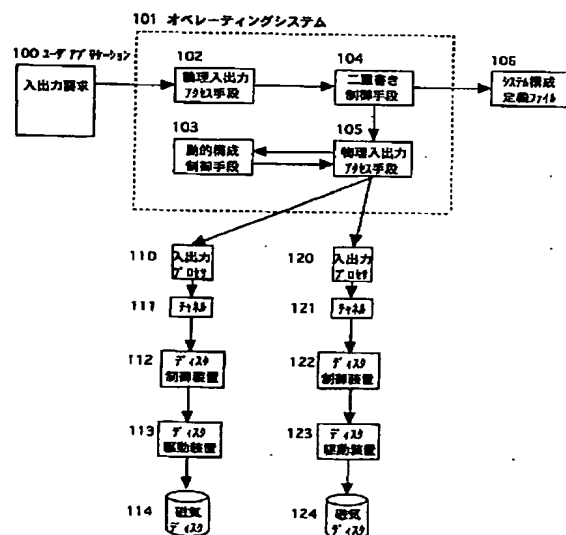 101 オペレーティングシステム
100 ユーザアプリケーション
入出力要求
102
論理入出力
アクセス手段
104
二重書き
制御手段
106
システム構成
定義ファイル
103
動的構成
制御手段
105
物理入出力
アクセス手段
110
入出力
プロセサ
120
入出力
プロセサ
111
チャネル
121
チャネル
112
ディスク
制御装置
122
ディスク
制御装置
113
ディスク
駆動装置
123
ディスク
駆動装置
114
磁気
ディスク
124
磁気
ディスク